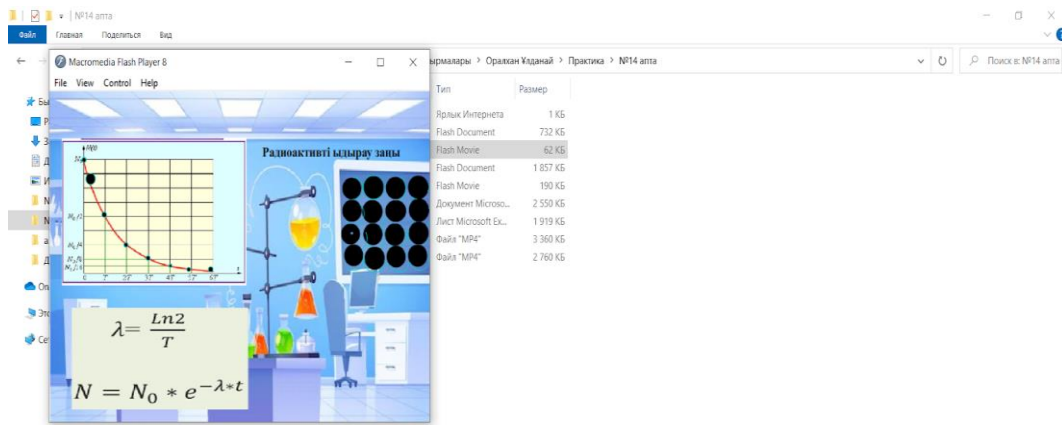 №14 апта
Файл Главная Поделиться Вид
Macromedia Flash Player 8
File View Control Help
ырмалары > Оралхан Ұлданай > Практика > №14 апта
Поиск в: №14 апта
Тип Размер
Ярлык Интернета 1 КБ
Flash Document 732 КБ
Flash Movie 62 КБ
Flash Document 1 857 КБ
Flash Movie 190 КБ
Документ Microso... 2 550 КБ
Лист Microsoft Ex... 1 919 КБ
Файл "MP4" 3 360 КБ
Файл "MP4" 2 760 КБ
Радиоактивті ыдырау заңы
λ= Ln2/T
N = N₀ * e^(-λ*t)